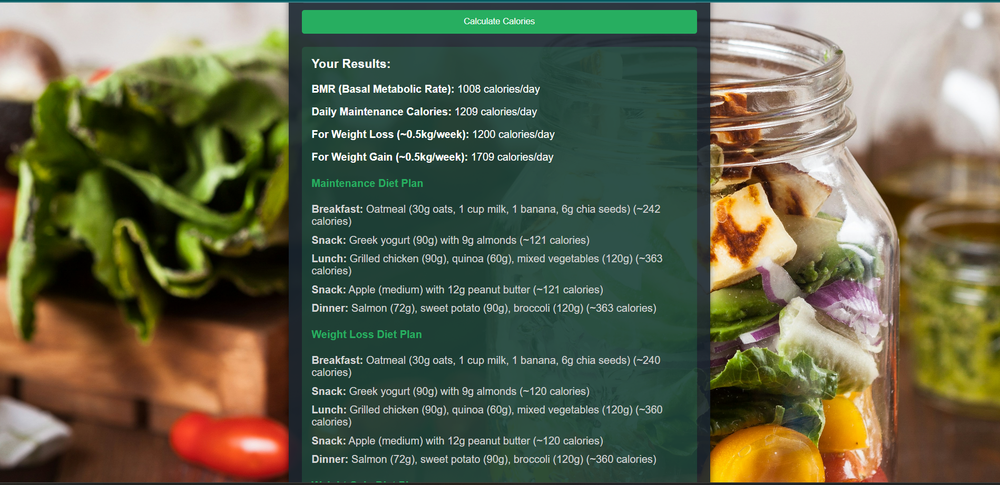 Calculate Calories
Your Results:
BMR (Basal Metabolic Rate): 1008 calories/day
Daily Maintenance Calories: 1209 calories/day
For Weight Loss (~0.5kg/week): 1200 calories/day
For Weight Gain (~0.5kg/week): 1709 calories/day
Maintenance Diet Plan
Breakfast: Oatmeal (30g oats, 1 cup milk, 1 banana, 6g chia seeds) (~242
calories)
Snack: Greek yogurt (90g) with 9g almonds (~121 calories)
Lunch: Grilled chicken (90g), quinoa (60g), mixed vegetables (120g) (~363
calories)
Snack: Apple (medium) with 12g peanut butter (~121 calories)
Dinner: Salmon (72g), sweet potato (90g), broccoli (120g) (~363 calories)
Weight Loss Diet Plan
Breakfast: Oatmeal (30g oats, 1 cup milk, 1 banana, 6g chia seeds) (~240
calories)
Snack: Greek yogurt (90g) with 9g almonds (~120 calories)
Lunch: Grilled chicken (90g), quinoa (60g), mixed vegetables (120g) (~360
calories)
Snack: Apple (medium) with 12g peanut butter (~120 calories)
Dinner: Salmon (72g), sweet potato (90g), broccoli (120g) (~360 calories)